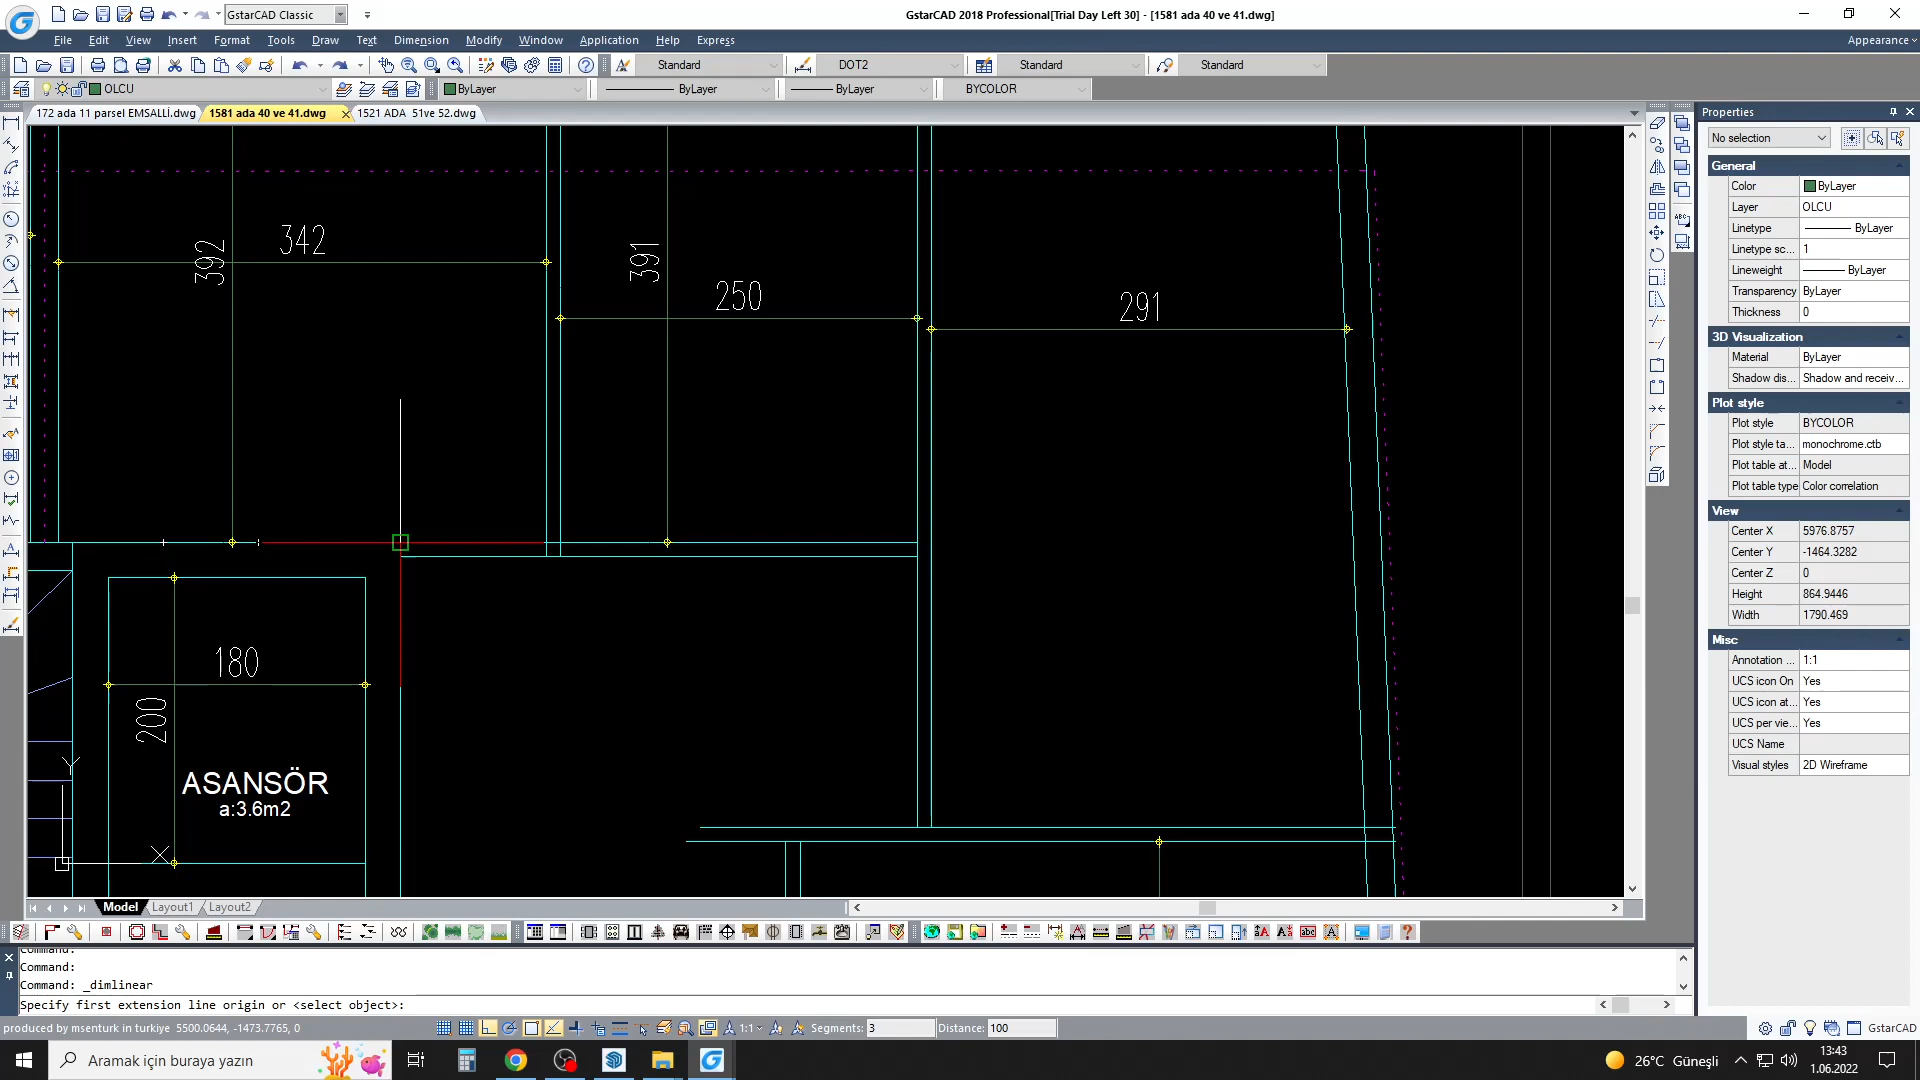 GstarCAD Classic
GstarCAD 2018 Professional[Trial Day Left 30] - [1581 ada 40 ve 41.dwg]
File Edit View Insert Format Tools Draw Text Dimension Modify Window Application Help Express
Appearance
Standard DOT2 Standard Standard
OLCU ByLayer ByLayer ByLayer BYCOLOR
172 ada 11 parsel EMSALLİ.dwg 1581 ada 40 ve 41.dwg 1521 ADA 51ve 52.dwg
342
392
391
250
291
180
200
ASANSÖR
a:3.6m2
Y
X
Properties
No selection
General
Color ByLayer
Layer OLCU
Linetype ByLayer
Linetype sc... 1
Lineweight ByLayer
Transparency ByLayer
Thickness 0
3D Visualization
Material ByLayer
Shadow dis... Shadow and receiv...
Plot style
Plot style BYCOLOR
Plot style ta... monochrome.ctb
Plot table at... Model
Plot table type Color correlation
View
Center X 5976.8757
Center Y -1464.3282
Center Z 0
Height 864.9446
Width 1790.469
Misc
Annotation ... 1:1
UCS icon On Yes
UCS icon at... Yes
UCS per vie... Yes
UCS Name
Visual styles 2D Wireframe
Model Layout1 Layout2
Command:
Command:
Command: _dimlinear
Specify first extension line origin or <select object>:
produced by msenturk in turkiye 5500.0644, -1473.7765, 0
1:1 Segments: 3 Distance: 100
GstarCAD
Aramak için buraya yazın
26°C Güneşli
13:43
1.06.2022